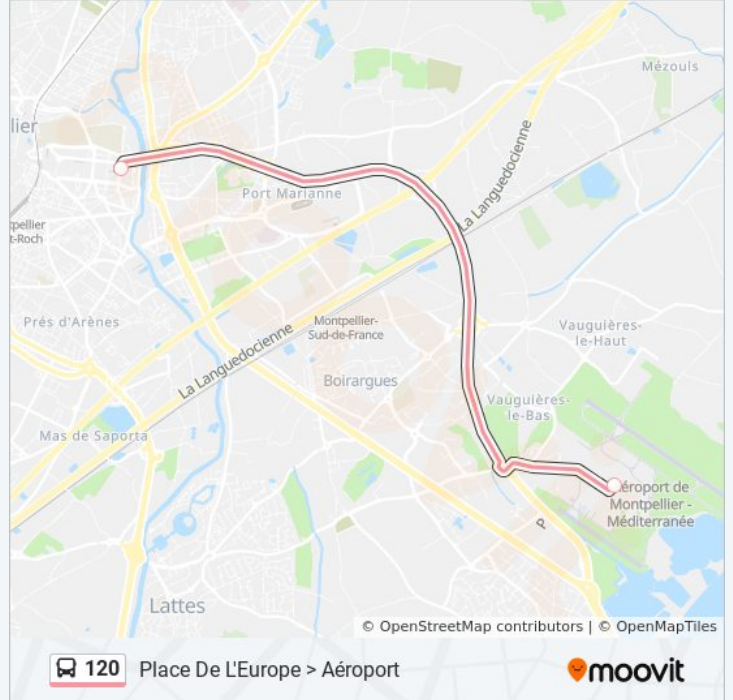 Mézouls
lier
La Languedocienne
Port Marianne
tpellier
t-Roch
Prés d'Arènes
Montpellier-
Sud-de-France
Vauguières-
le-Haut
La Languedocienne
Boirargues
Vauguières-
le-Bas
Mas de Saporta
éroport de
Montpellier -
Méditerranée
P
Lattes
© OpenStreetMap contributors | © OpenMapTiles
120 Place De L'Europe > Aéroport
moovit